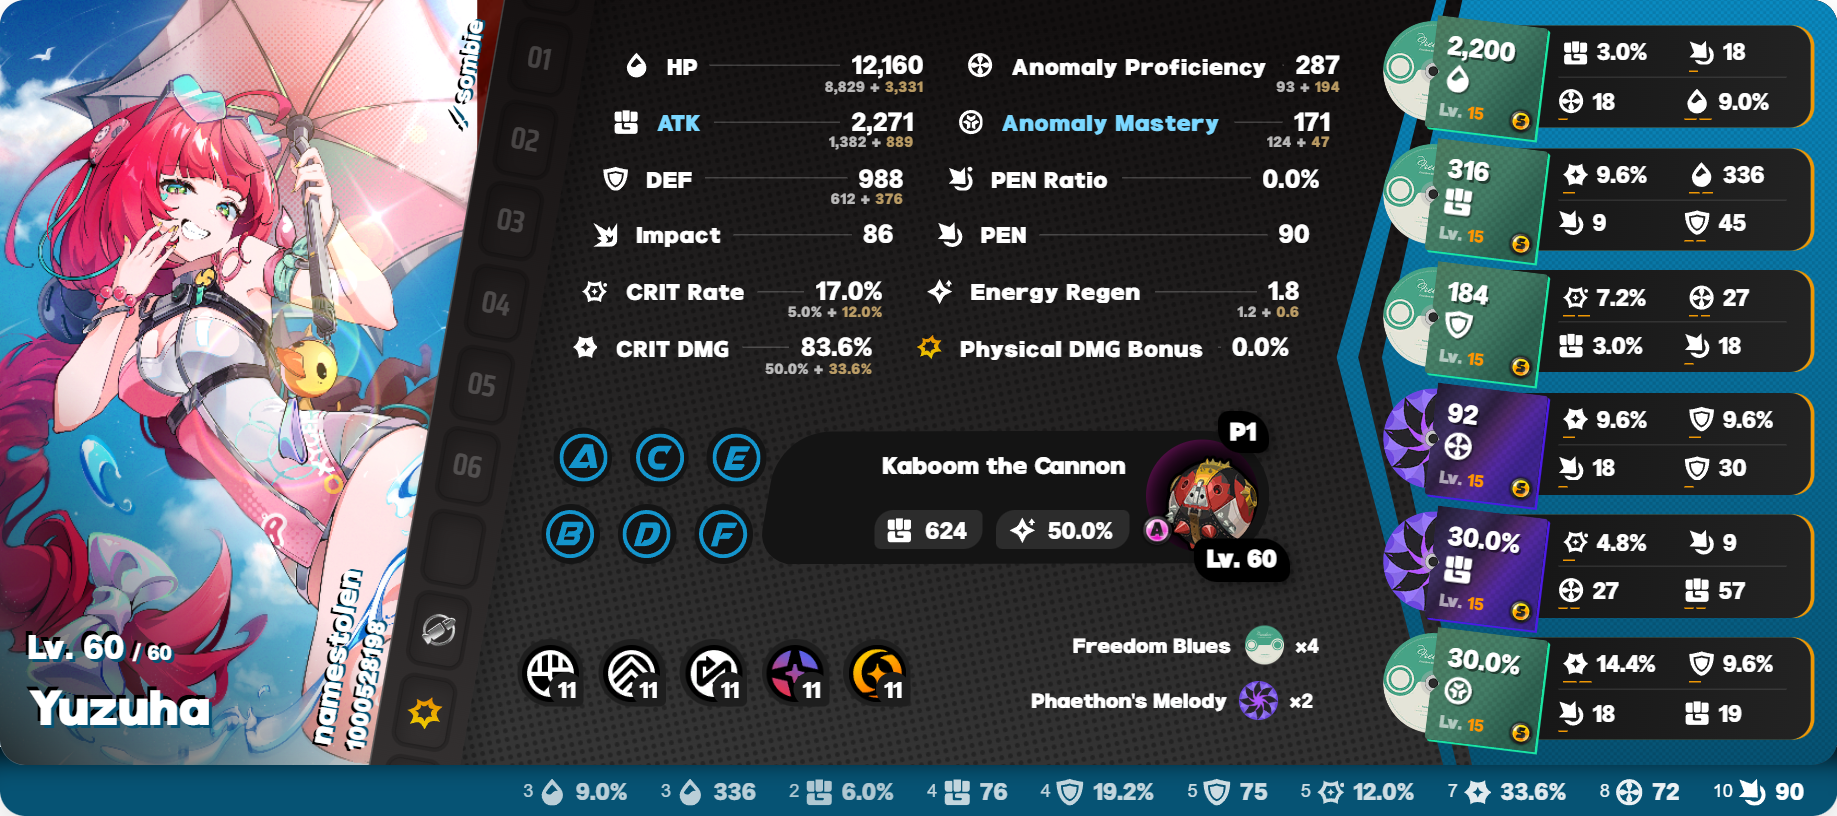 sombie
Lv. 60 / 60
Yuzuha
namestolen
1000528198
01
02
03
04
05
06
HP 12,160
8,829 + 3,331
ATK 2,271
1,382 + 889
DEF 988
612 + 376
Impact 86
CRIT Rate 17.0%
5.0% + 12.0%
CRIT DMG 83.6%
50.0% + 33.6%
Anomaly Proficiency 287
93 + 194
Anomaly Mastery 171
124 + 47
PEN Ratio 0.0%
PEN 90
Energy Regen 1.8
1.2 + 0.6
Physical DMG Bonus 0.0%
A C E
B D F
Kaboom the Cannon
624 50.0%
P1
A
Lv. 60
11 11 11 11 11
Freedom Blues ×4
Phaethon's Melody ×2
2,200
Lv. 15 S
3.0% 18
18 9.0%
316
Lv. 15 S
9.6% 336
9 45
184
Lv. 15 S
7.2% 27
3.0% 18
92
Lv. 15 S
9.6% 9.6%
18 30
30.0%
Lv. 15 S
4.8% 9
27 57
30.0%
Lv. 15 S
14.4% 9.6%
18 19
3 9.0% 3 336 2 6.0% 4 76 4 19.2% 5 75 5 12.0% 7 33.6% 8 72 10 90